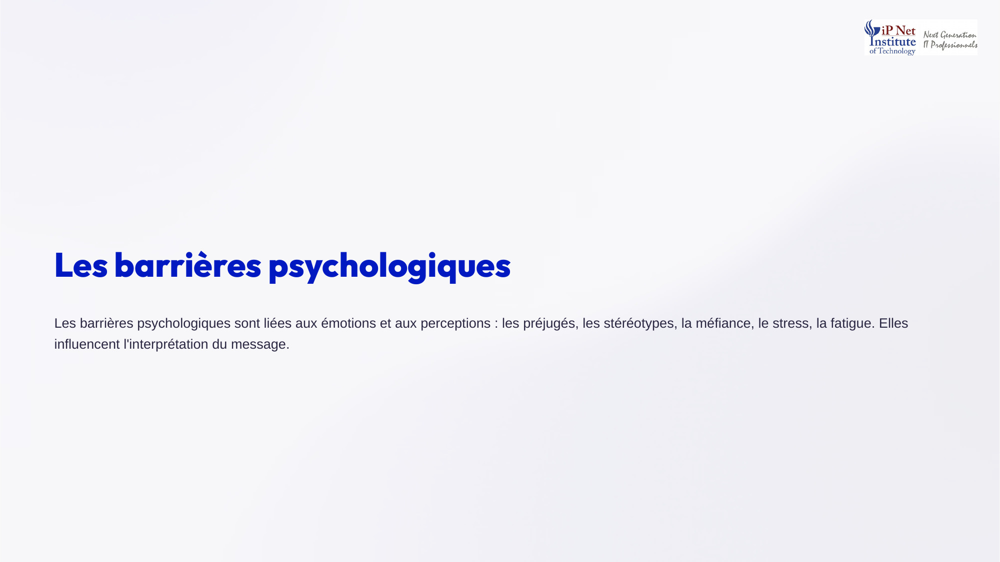 iP Net
Institute
of Technology
Next Generation
IT Professionnels
Les barrières psychologiques
Les barrières psychologiques sont liées aux émotions et aux perceptions : les préjugés, les stéréotypes, la méfiance, le stress, la fatigue. Elles
influencent l'interprétation du message.